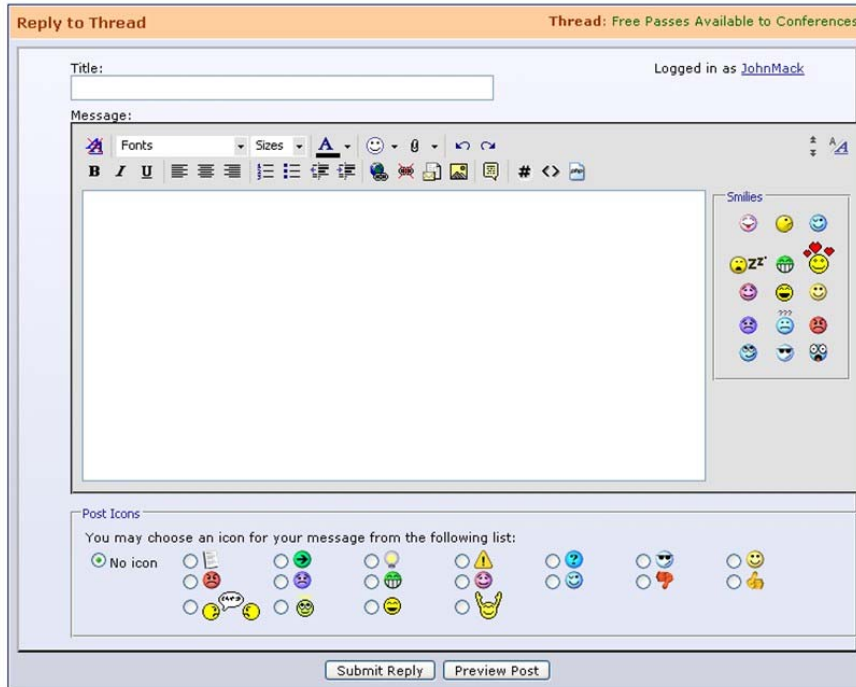 Reply to Thread
Thread: Free Passes Available to Conferences
Title:
Logged in as JohnMack
Message:
Fonts Sizes A A A
B I U # <> php
Smilies
zz
???
Post Icons
You may choose an icon for your message from the following list:
No icon
Submit Reply Preview Post